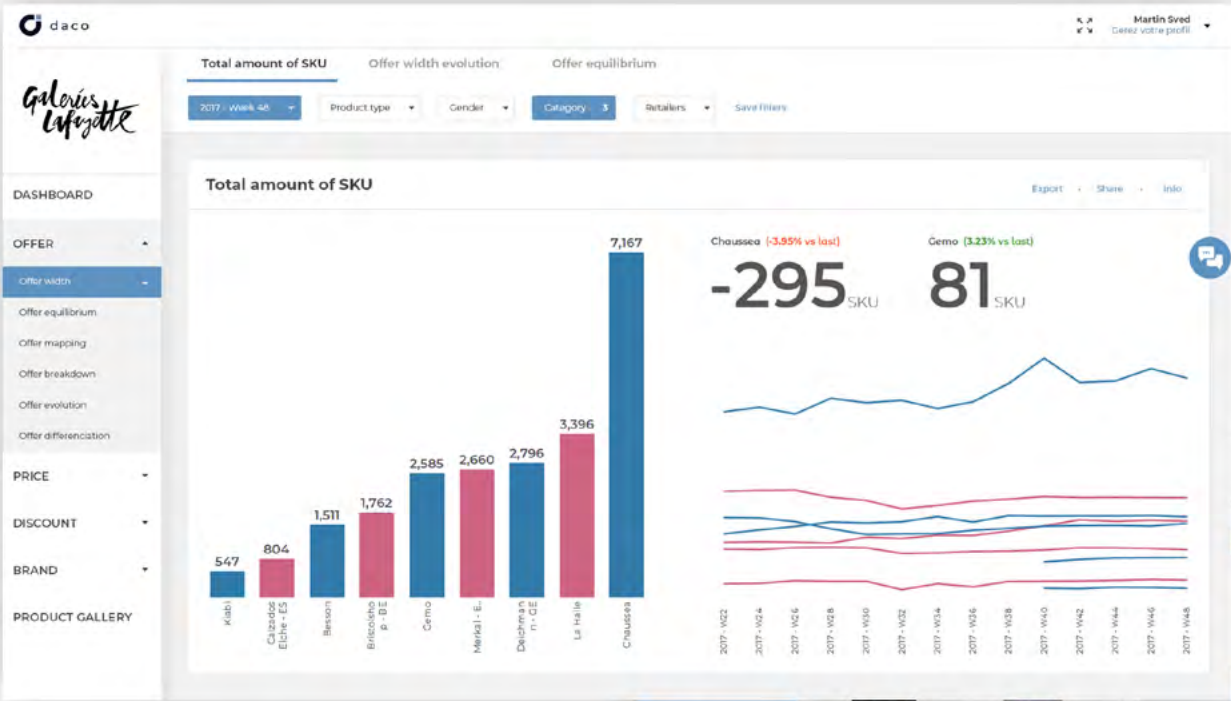 daco
Martin Sved
Gerez votre profil
Galeries
Lafayette
Total amount of SKU
Offer width evolution
Offer equilibrium
2017 - Week 48
Product type
Gender
Category 3
Retailers
Save filters
DASHBOARD
OFFER
Offer width
Offer equilibrium
Offer mapping
Offer breakdown
Offer evolution
Offer differenciation
PRICE
DISCOUNT
BRAND
PRODUCT GALLERY
Total amount of SKU
Export - Share - Info
547
804
1,511
1,762
2,585
2,660
2,796
3,396
7,167
Kiabi
Calzados
Elche - ES
Besson
Bristolsho
p - BE
Gemo
Merkal - E..
Deichman
n - GE
La Halle
Chaussea
Chaussea (-3.95% vs last)
-295 SKU
Gemo (3.23% vs last)
81 SKU
2017 - W22
2017 - W24
2017 - W26
2017 - W28
2017 - W30
2017 - W32
2017 - W34
2017 - W36
2017 - W38
2017 - W40
2017 - W42
2017 - W44
2017 - W46
2017 - W48